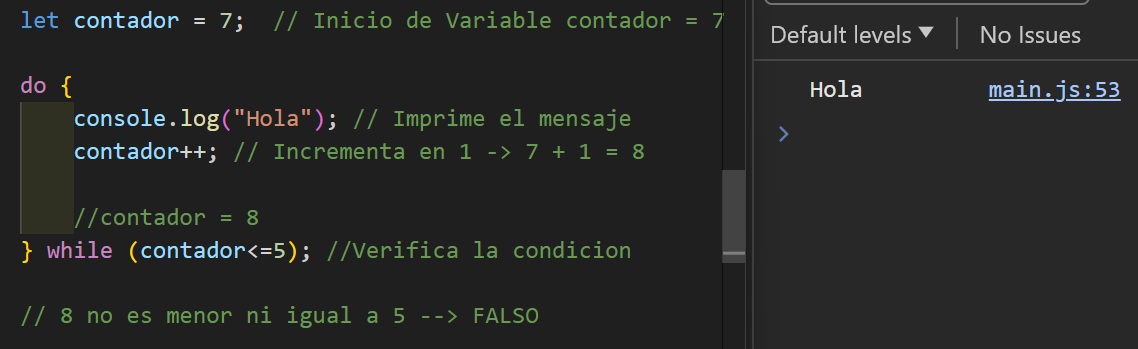 let contador = 7;  // Inicio de Variable contador = 7
do {
    console.log("Hola"); // Imprime el mensaje
    contador++; // Incrementa en 1 -> 7 + 1 = 8
    //contador = 8
} while (contador<=5); //Verifica la condicion
// 8 no es menor ni igual a 5 --> FALSO
Default levels ▼ No Issues
Hola main.js:53
>